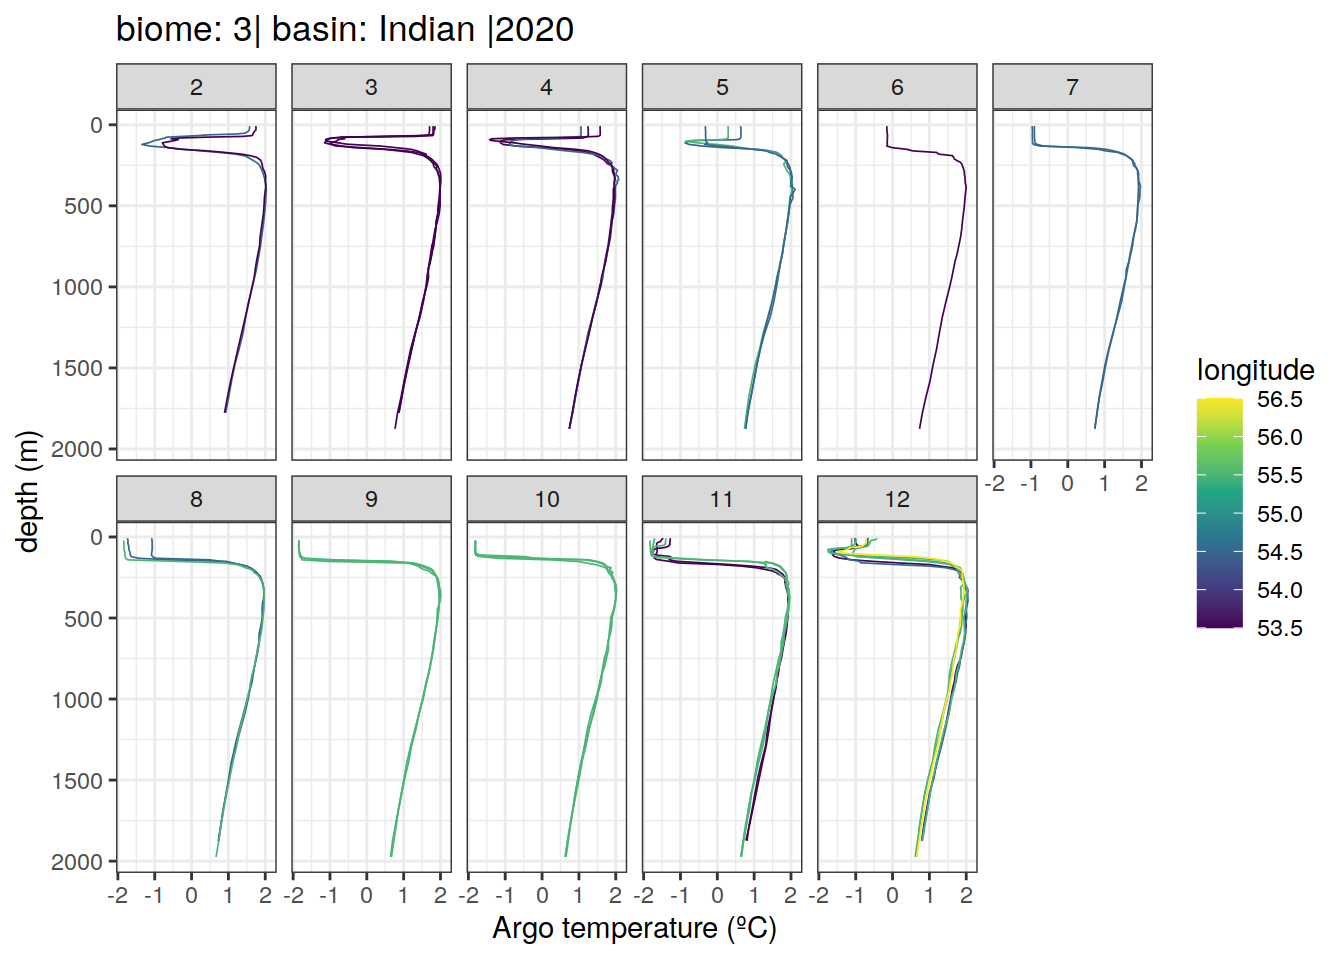 biome: 3| basin: Indian |2020
2 3 4 5 6 7
0
500
1000
1500
2000
-2 -1 0 1 2
8 9 10 11 12
0
500
1000
1500
2000
-2 -1 0 1 2 -2 -1 0 1 2 -2 -1 0 1 2 -2 -1 0 1 2 -2 -1 0 1 2
Argo temperature (ºC)
depth (m)
longitude
56.5
56.0
55.5
55.0
54.5
54.0
53.5